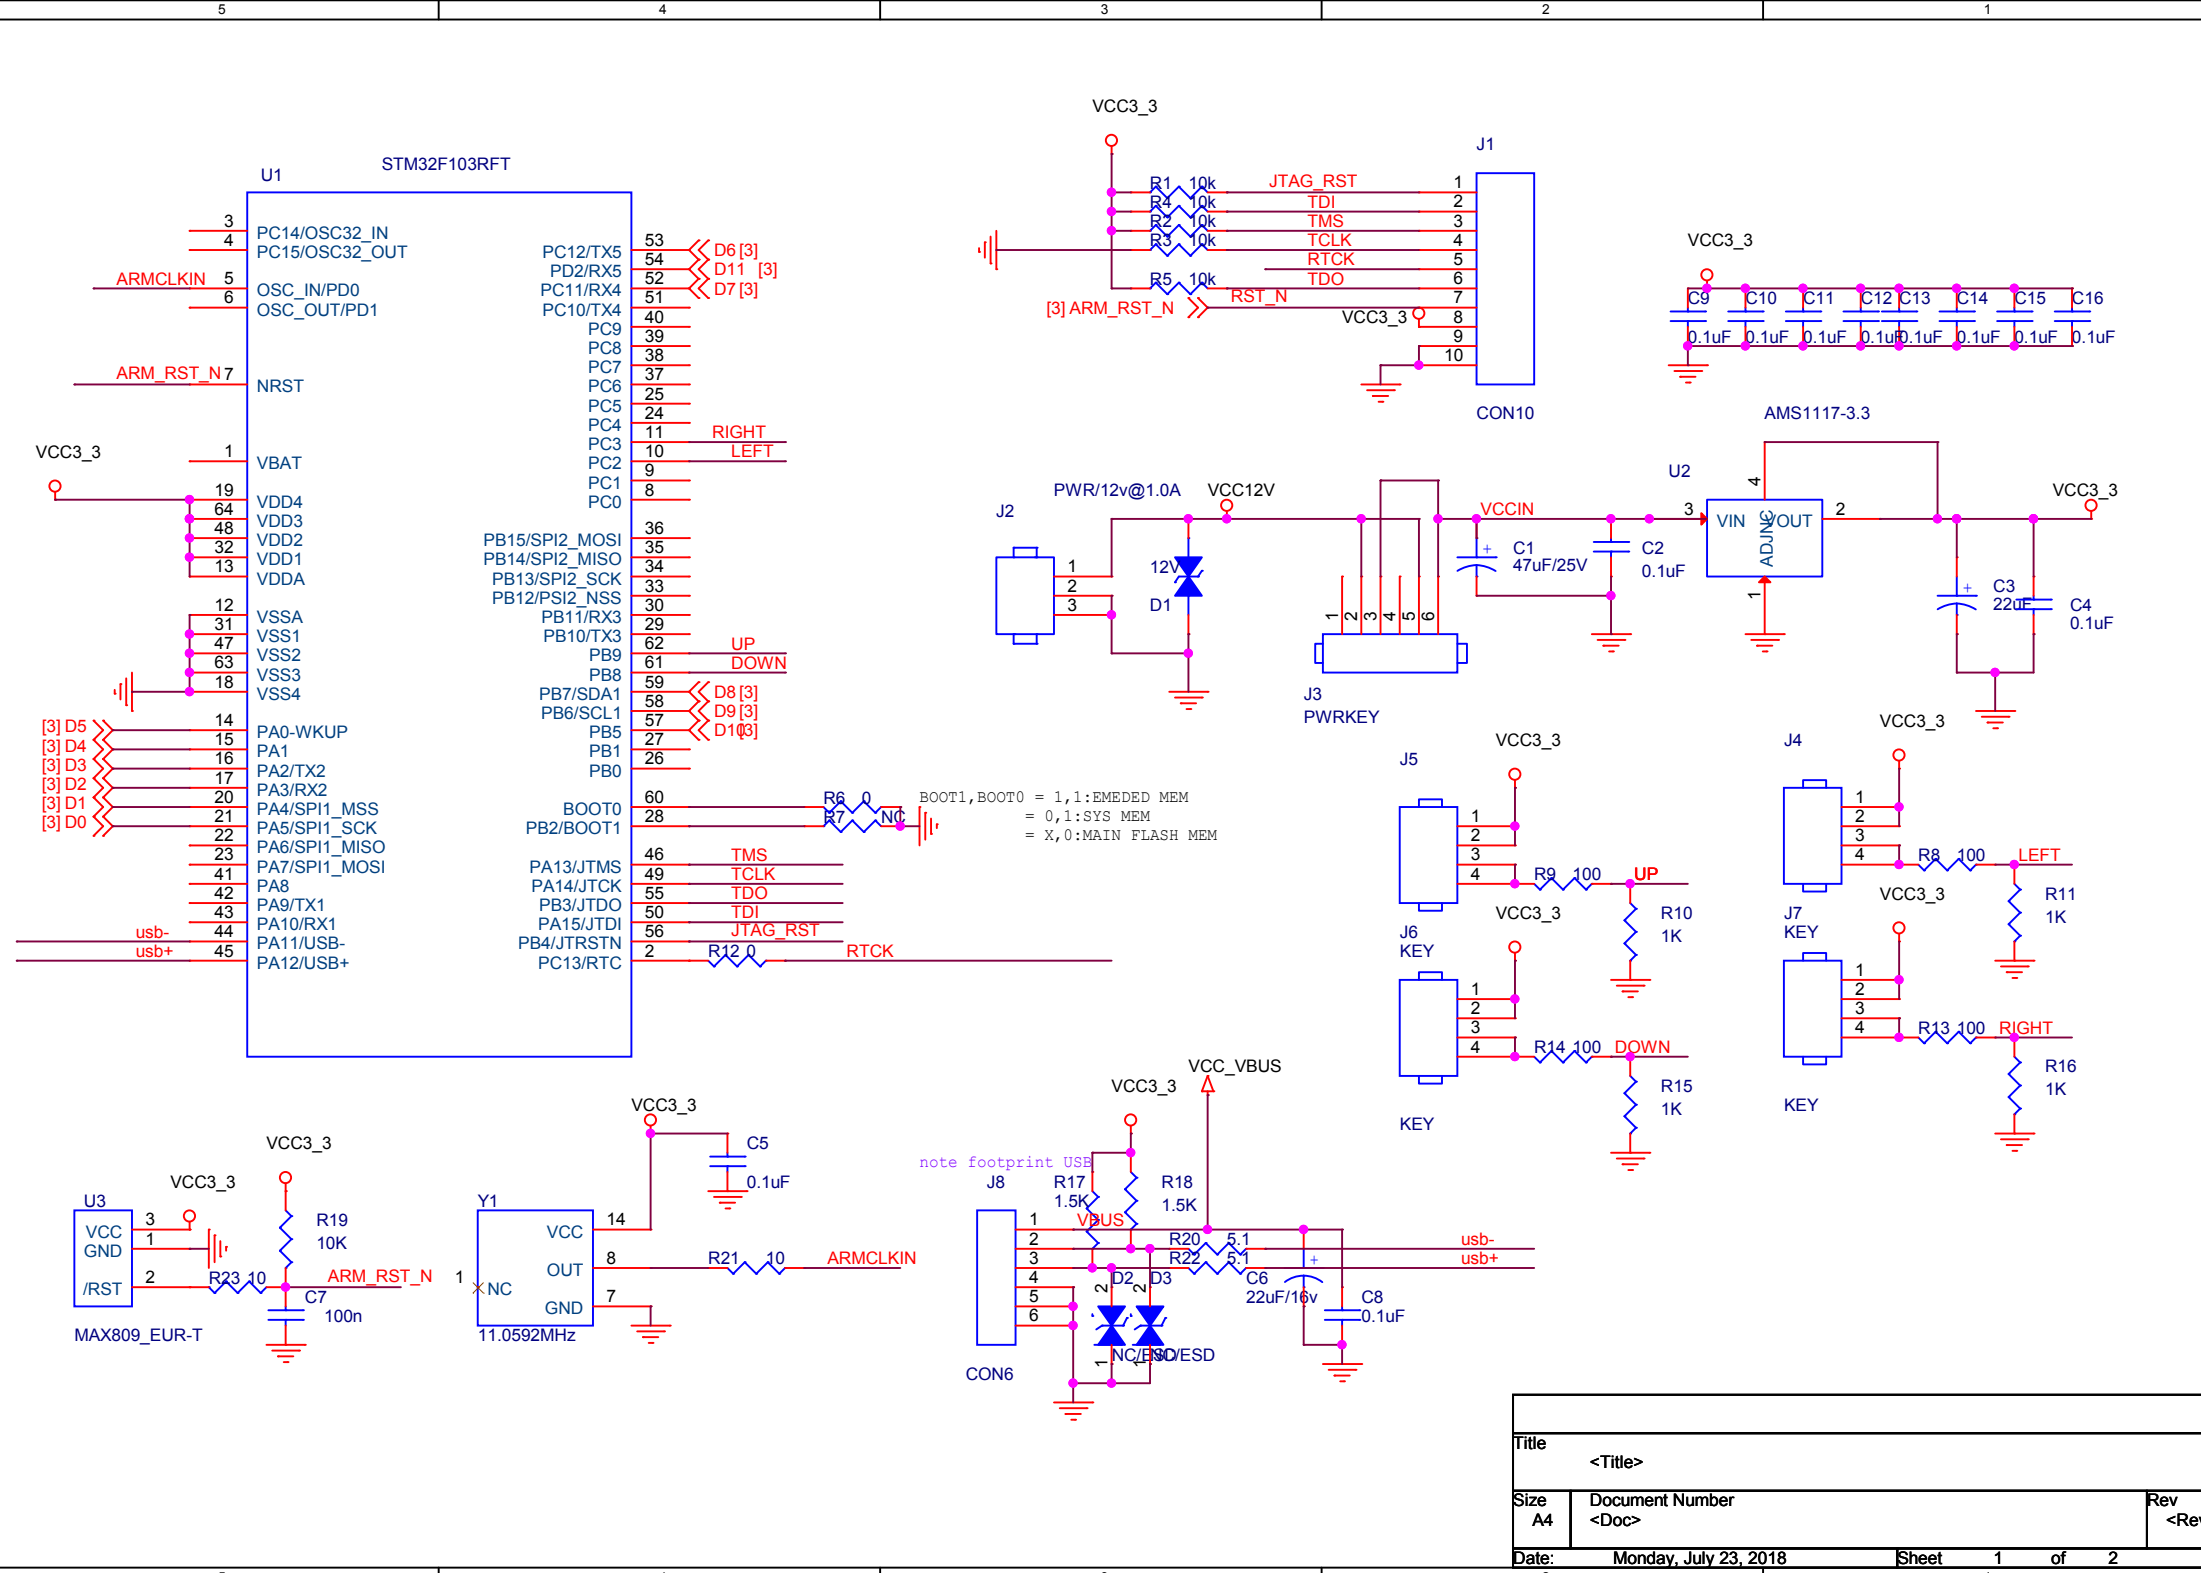 5 4 3 2 1
STM32F103RFT
U1
3 PC14/OSC32_IN
4 PC15/OSC32_OUT
ARMCLKIN 5 OSC_IN/PD0
6 OSC_OUT/PD1
ARM_RST_N 7 NRST
VCC3_3
1 VBAT
19 VDD4
64 VDD3
48 VDD2
32 VDD1
13 VDDA
12 VSSA
31 VSS1
47 VSS2
63 VSS3
18 VSS4
[3] D5 14 PA0-WKUP
[3] D4 15 PA1
[3] D3 16 PA2/TX2
[3] D2 17 PA3/RX2
[3] D1 20 PA4/SPI1_MSS
[3] D0 21 PA5/SPI1_SCK
22 PA6/SPI1_MISO
23 PA7/SPI1_MOSI
41 PA8
42 PA9/TX1
43 PA10/RX1
usb- 44 PA11/USB-
usb+ 45 PA12/USB+
PC12/TX5 53 D6 [3]
PD2/RX5 54 D11 [3]
PC11/RX4 52 D7 [3]
PC10/TX4 51
PC9 40
PC8 39
PC7 38
PC6 37
PC5 25
PC4 24
PC3 11 RIGHT
PC2 10 LEFT
PC1 9
PC0 8
PB15/SPI2_MOSI 36
PB14/SPI2_MISO 35
PB13/SPI2_SCK 34
PB12/PSI2_NSS 33
PB11/RX3 30
PB10/TX3 29
PB9 62 UP
PB8 61 DOWN
PB7/SDA1 59 D8 [3]
PB6/SCL1 58 D9 [3]
PB5 57 D10[3]
PB1 27
PB0 26
BOOT0 60 R6 0
PB2/BOOT1 28 R7 NC
PA13/JTMS 46 TMS
PA14/JTCK 49 TCLK
PB3/JTDO 55 TDO
PA15/JTDI 50 TDI
PB4/JTRSTN 56 JTAG_RST
PC13/RTC 2 R12 0 RTCK
BOOT1,BOOT0 = 1,1:EMEDED MEM
= 0,1:SYS MEM
= X,0:MAIN FLASH MEM
VCC3_3
J1
R1 10k JTAG_RST 1
R4 10k TDI 2
R2 10k TMS 3
R3 10k TCLK 4
RTCK 5
R5 10k TDO 6
[3] ARM_RST_N RST_N 7
VCC3_3 8
9
10
CON10
VCC3_3
C9 C10 C11 C12 C13 C14 C15 C16
0.1uF 0.1uF 0.1uF 0.1uF 0.1uF 0.1uF 0.1uF 0.1uF
PWR/12v@1.0A VCC12V
J2
1
2
3
12V
D1
1 2 3 4 5 6
J3
PWRKEY
VCCIN
C1
47uF/25V
C2
0.1uF
AMS1117-3.3
U2
3 VIN VOUT 2
4
ADJ NC
1
VCC3_3
C3
22uF
C4
0.1uF
VCC3_3
J5
1
2
3
4 R9 100 UP
R10
1K
KEY
VCC3_3
J6
1
2
3
4 R14 100 DOWN
R15
1K
KEY
VCC3_3
J4
1
2
3
4 R8 100 LEFT
R11
1K
KEY
VCC3_3
J7
1
2
3
4 R13 100 RIGHT
R16
1K
KEY
VCC3_3
VCC3_3
U3
VCC 3
GND 1
/RST 2
R19
10K
R23 10 ARM_RST_N
C7
100n
MAX809_EUR-T
VCC3_3
C5
0.1uF
Y1
VCC 14
OUT 8 R21 10 ARMCLKIN
1 NC
GND 7
11.0592MHz
note footprint USB
VCC3_3 VCC_VBUS
J8
R17
1.5K
R18
1.5K
1 VBUS
2 R20 5.1 usb-
3 R22 5.1 usb+
4
5
6
2 D2 2 D3
1 NC/ESD 1 NC/ESD
C6
22uF/16v
C8
0.1uF
CON6
Title
<Title>
Size Document Number Rev
A4 <Doc>
Date: Monday, July 23, 2018 Sheet 1 of 2